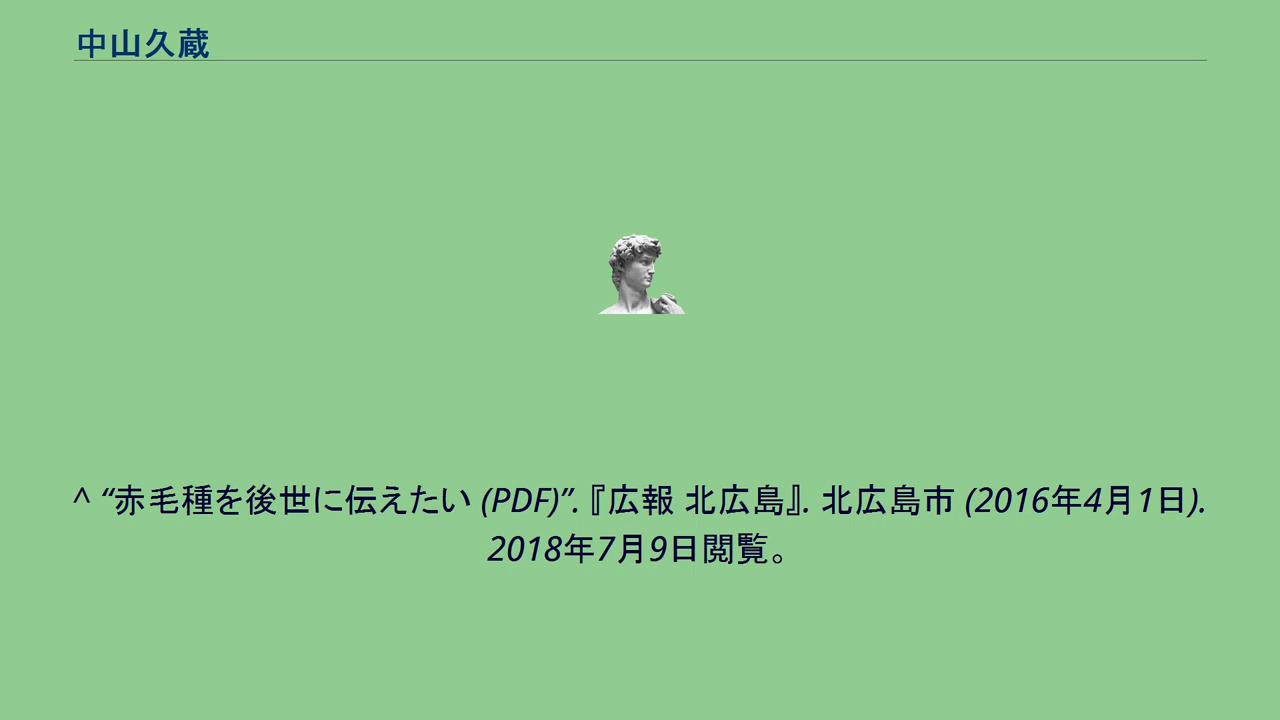 中山久蔵
^ “赤毛種を後世に伝えたい (PDF)”. 『広報 北広島』. 北広島市 (2016年4月1日).
2018年7月9日閲覧。